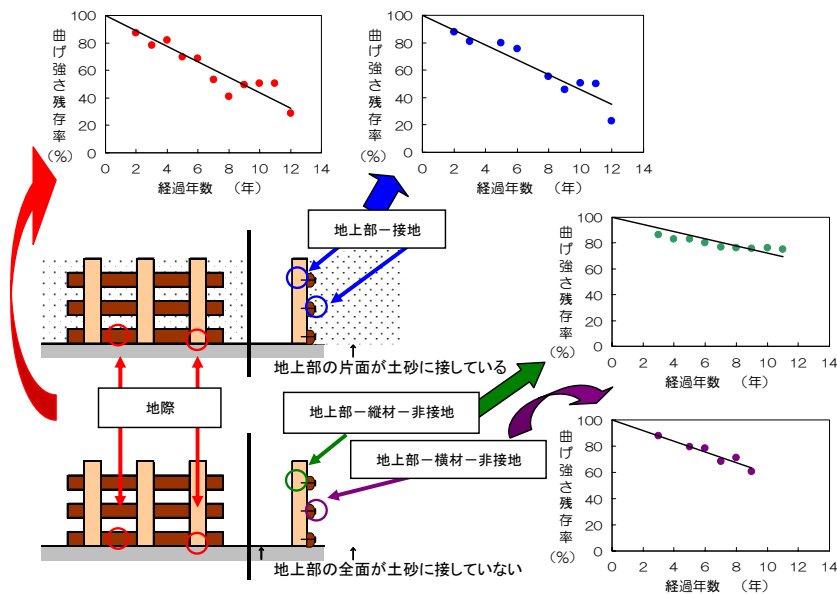 曲げ強さ残存率（%）
100
80
60
40
20
0
0 2 4 6 8 10 12 14
経過年数　（年）
曲げ強さ残存率（%）
100
80
60
40
20
0
0 2 4 6 8 10 12 14
経過年数　（年）
地上部－接地
地上部の片面が土砂に接している
曲げ強さ残存率（%）
100
80
60
40
20
0
0 2 4 6 8 10 12 14
経過年数　（年）
地際
地上部－縦材－非接地
地上部－横材－非接地
地上部の全面が土砂に接していない
曲げ強さ残存率（%）
100
80
60
40
20
0
0 2 4 6 8 10 12 14
経過年数　（年）